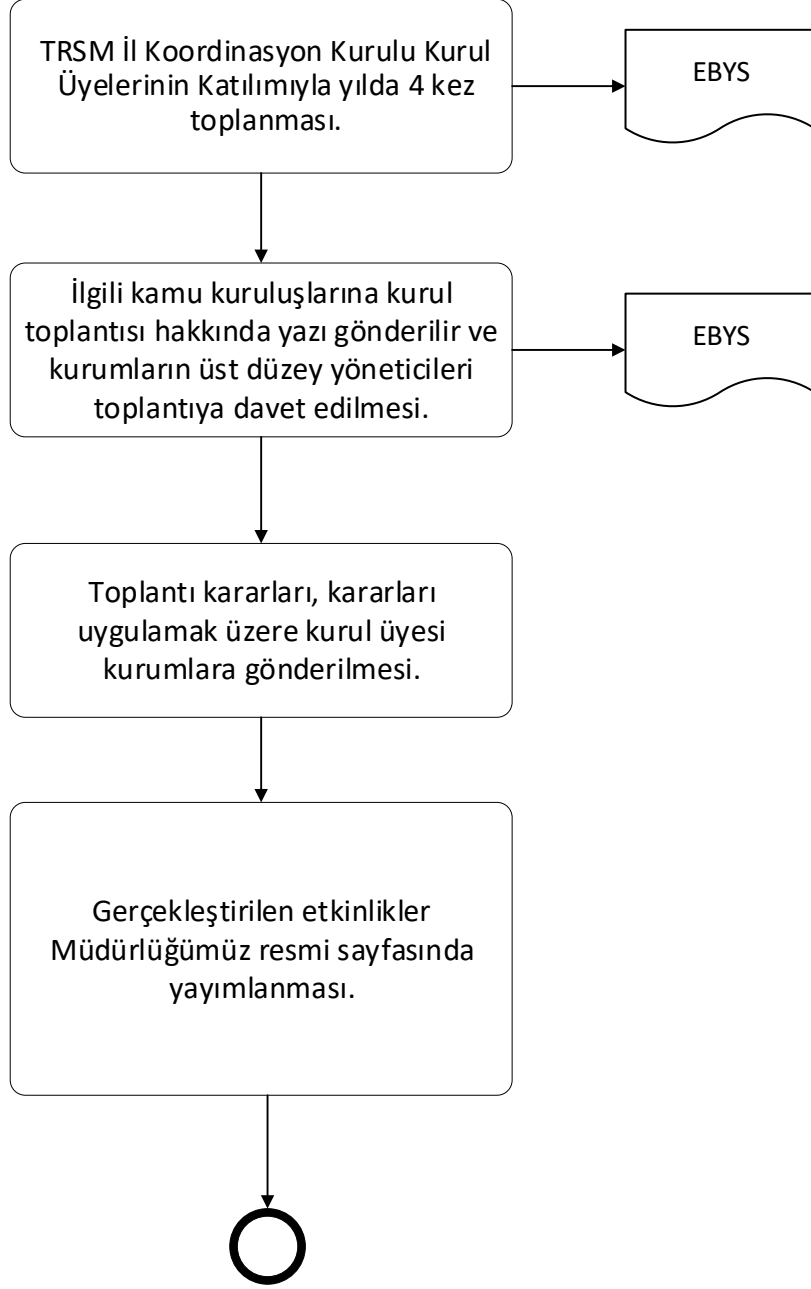 TRSM İl Koordinasyon Kurulu Kurul
Üyelerinin Katılımıyla yılda 4 kez
toplanması.
EBYS
İlgili kamu kuruluşlarına kurul
toplantısı hakkında yazı gönderilir ve
kurumların üst düzey yöneticileri
toplantıya davet edilmesi.
EBYS
Toplantı kararları, kararları
uygulamak üzere kurul üyesi
kurumlara gönderilmesi.
Gerçekleştirilen etkinlikler
Müdürlüğümüz resmi sayfasında
yayımlanması.